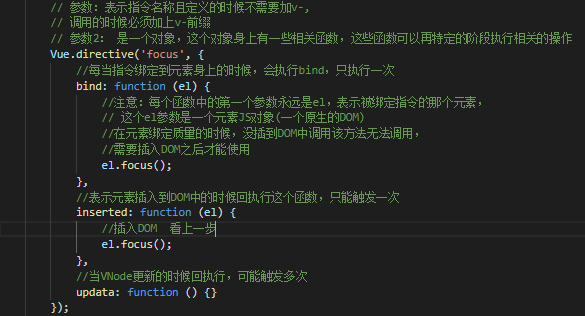 // 参数: 表示指令名称且定义的时候不需要加v-,
// 调用的时候必须加上v-前缀
// 参数2: 是一个对象，这个对象身上有一些相关函数，这些函数可以再特定的阶段执行相关的操作
Vue.directive('focus', {
//每当指令绑定到元素身上的时候，会执行bind，只执行一次
bind: function (el) {
//注意：每个函数中的第一个参数永远是el，表示被绑定指令的那个元素，
// 这个el参数是一个元素JS对象(一个原生的DOM)
//在元素绑定质量的时候，没插到DOM中调用该方法无法调用，
//需要插入DOM之后才能使用
el.focus();
},
//表示元素插入到DOM中的时候回执行这个函数，只能触发一次
inserted: function (el) {
//插入DOM 看上一步
el.focus();
},
//当VNode更新的时候回执行，可能触发多次
updata: function () {}
});